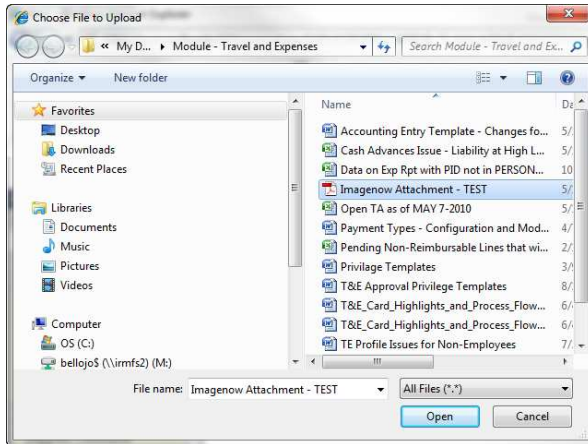 Choose File to Upload
« My D... ▸ Module - Travel and Expenses
Search Module - Travel and Ex...
Organize
New folder
Favorites
Desktop
Downloads
Recent Places
Libraries
Documents
Music
Pictures
Videos
Computer
OS (C:)
bellojo$ (\\irmfs2) (M:)
Name
Da
Accounting Entry Template - Changes fo... 5/
Cash Advances Issue - Liability at High L... 5/
Data on Exp Rpt with PID not in PERSON... 10
Imagenow Attachment - TEST 5/
Open TA as of MAY 7-2010 5/
Payment Types - Configuration and Mod... 4/
Pending Non-Reimbursable Lines that wi... 2/
Privilage Templates 3/
T&E Approval Privilege Templates 8/
T&E_Card_Highlights_and_Process_Flow... 6/
T&E_Card_Highlights_and_Process_Flow... 6/
TE Profile Issues for Non-Employees 7/
File name: Imagenow Attachment - TEST
All Files (*.*)
Open
Cancel